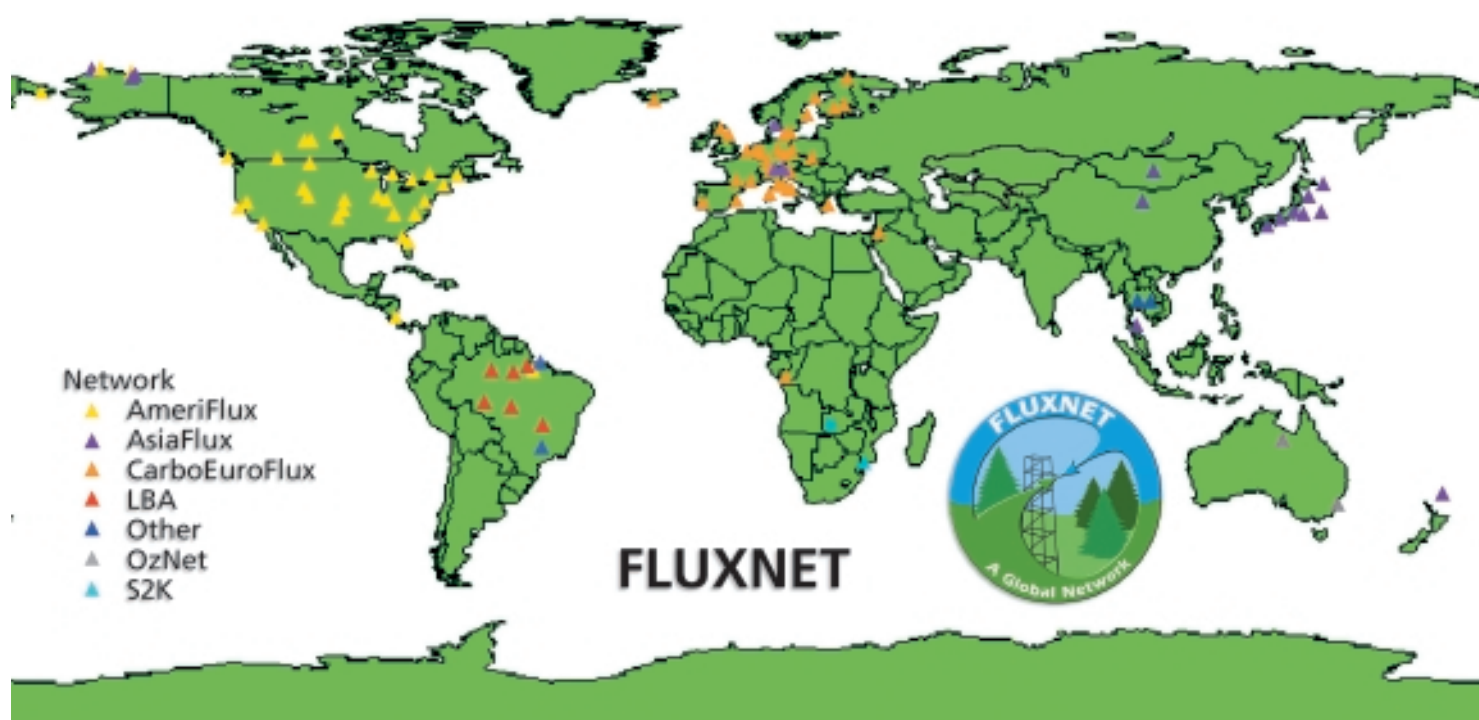 Network
AmeriFlux
AsiaFlux
CarboEuroFlux
LBA
Other
OzNet
S2K
FLUXNET
FLUXNET
A Global Network